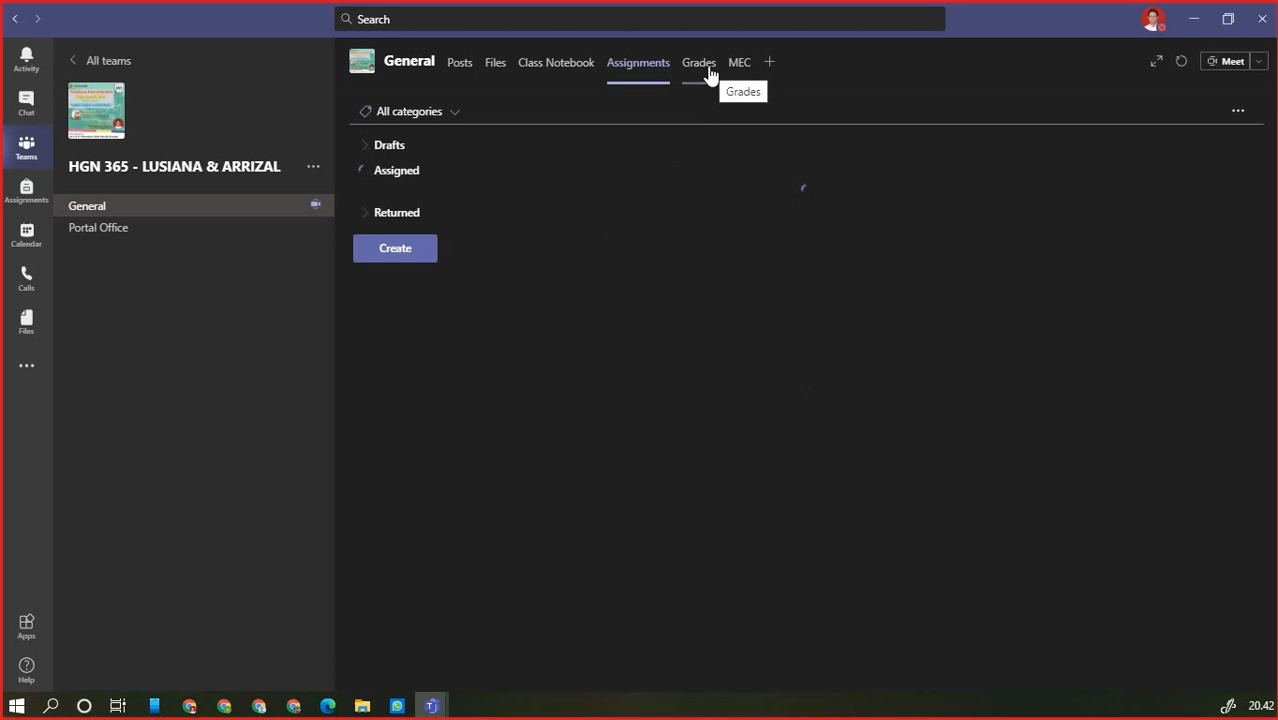 Search
Activity
Chat
Teams
Assignments
Calendar
Calls
Files
Apps
Help
All teams
HGN 365 - LUSIANA & ARRIZAL
General
Portal Office
General Posts Files Class Notebook Assignments Grades MEC
Meet
Grades
All categories
Drafts
Assigned
Returned
Create
20.42